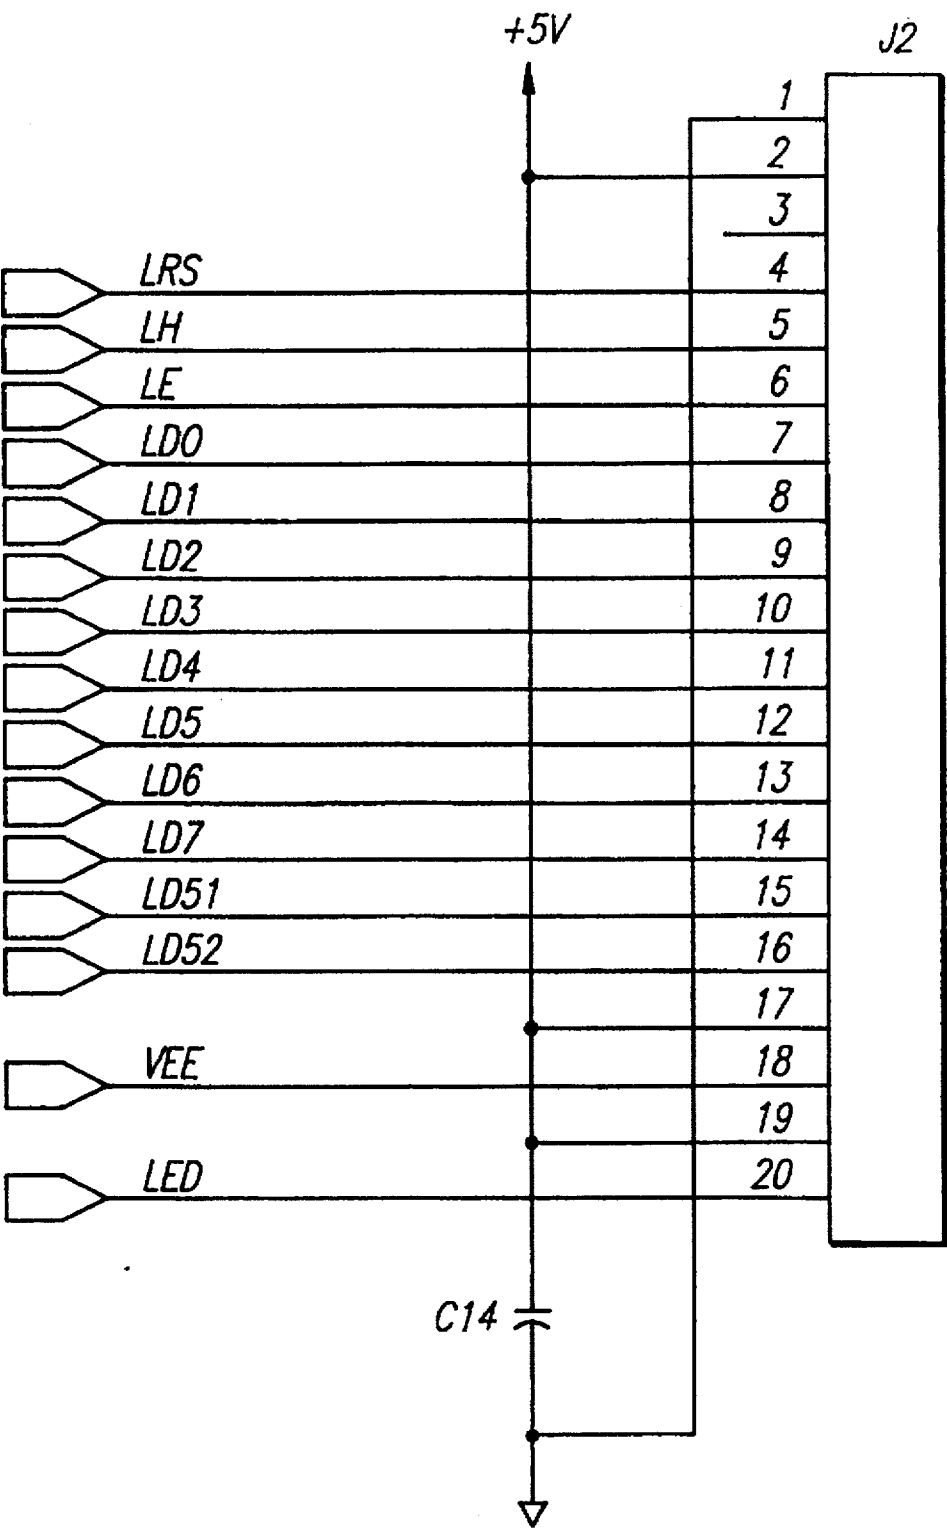 +5V
J2
1
2
3
LRS 4
LH 5
LE 6
LD0 7
LD1 8
LD2 9
LD3 10
LD4 11
LD5 12
LD6 13
LD7 14
LD51 15
LD52 16
17
VEE 18
19
LED 20
C14